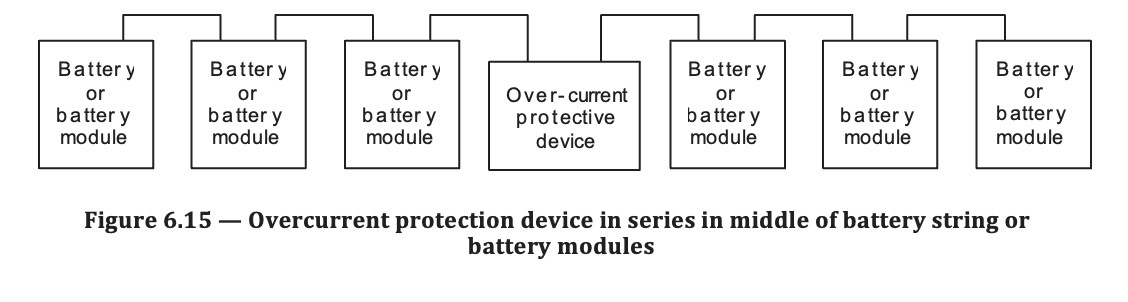 Battery
or
battery
module
Battery
or
battery
module
Battery
or
battery
module
Over-current
protective
device
Battery
or
battery
module
Battery
or
battery
module
Battery
or
battery
module
Figure 6.15 — Overcurrent protection device in series in middle of battery string or
battery modules